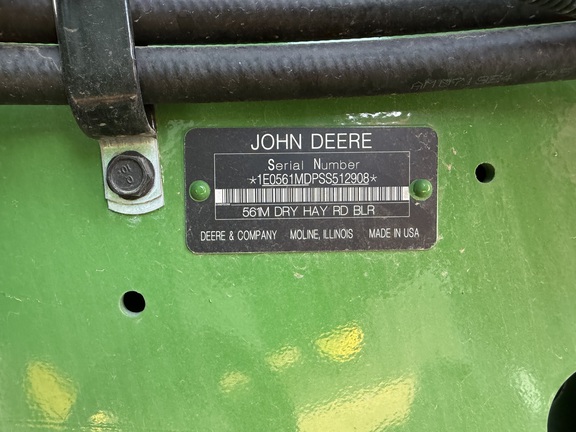 JOHN DEERE
Serial Number
*1E0561MDPSS512908*
561M DRY HAY RD BLR
DEERE & COMPANY MOLINE, ILLINOIS MADE IN USA